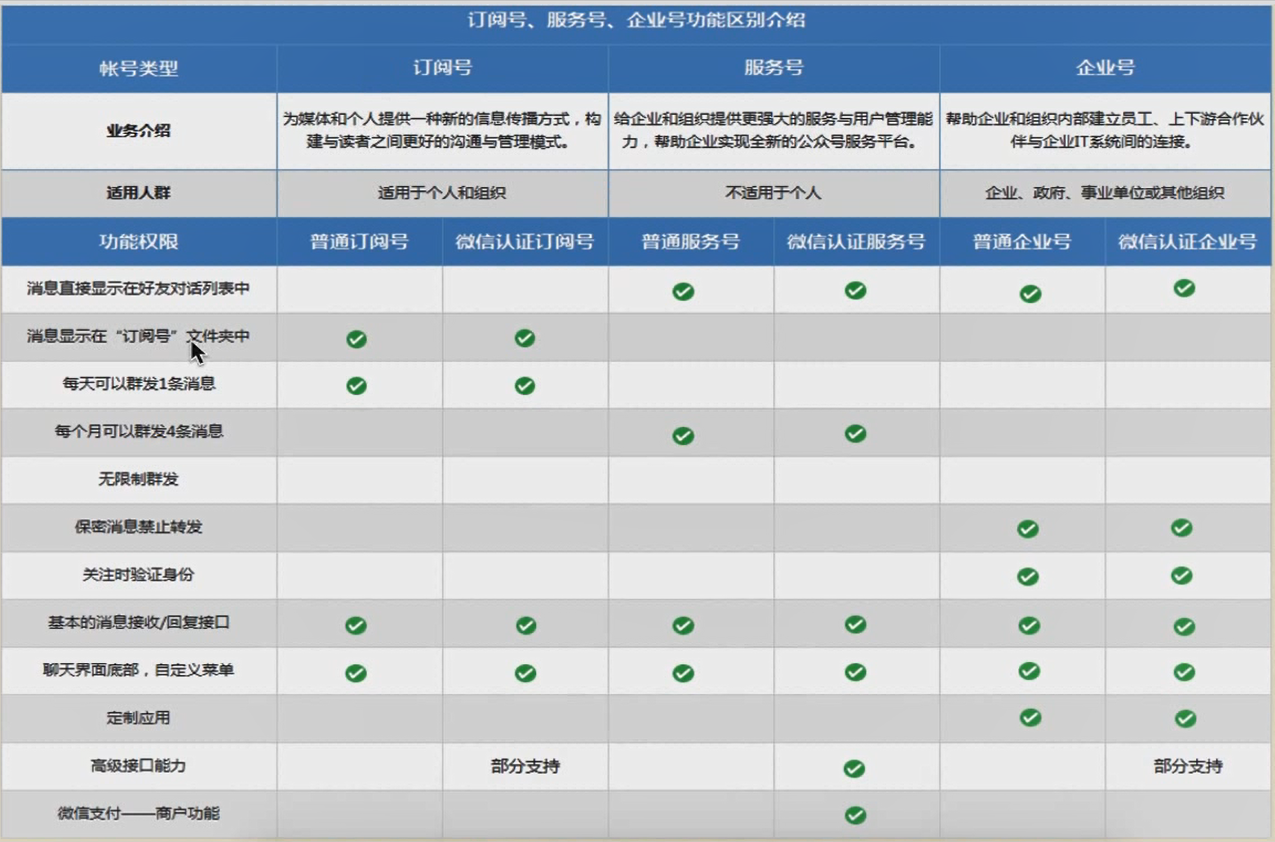 订阅号、服务号、企业号功能区别介绍
帐号类型 订阅号 服务号 企业号
业务介绍
为媒体和个人提供一种新的信息传播方式，构
建与读者之间更好的沟通与管理模式。
给企业和组织提供更强大的服务与用户管理能
力，帮助企业实现全新的公众号服务平台。
帮助企业和组织内部建立员工、上下游合作伙
伴与企业IT系统间的连接。
适用人群 适用于个人和组织 不适用于个人 企业、政府、事业单位或其他组织
功能权限 普通订阅号 微信认证订阅号 普通服务号 微信认证服务号 普通企业号 微信认证企业号
消息直接显示在好友对话列表中
消息显示在“订阅号”文件夹中
每天可以群发1条消息
每个月可以群发4条消息
无限制群发
保密消息禁止转发
关注时验证身份
基本的消息接收/回复接口
聊天界面底部，自定义菜单
定制应用
高级接口能力 部分支持 部分支持
微信支付——商户功能